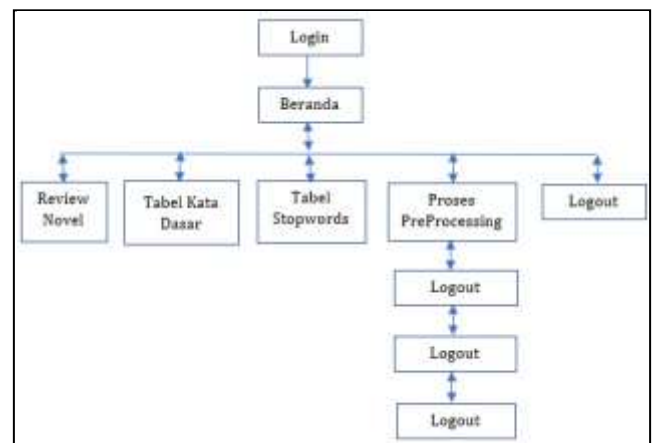 Login
Beranda
Review
Novel
Tabel Kata
Dasar
Tabel
Stopwords
Proses
PreProcessing
Logout
Logout
Logout
Logout